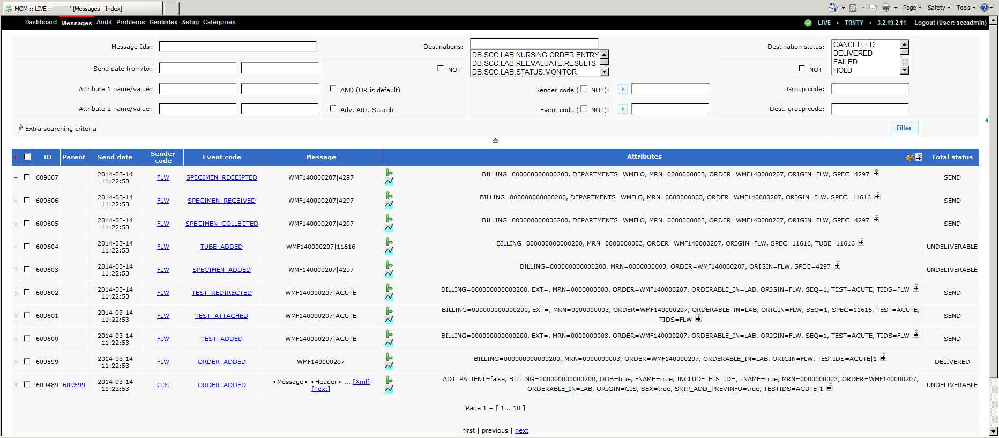 MOM :: LIVE :: / [Messages - Index]
Page Safety Tools
Dashboard Messages Audit Problems GenIndex Setup Categories
LIVE • TRNTY • 3.2.19.2.11 Logout (User: sccadmin)
Message Ids: Destinations: Destination status:
DB.SCC.LAB.NURSING.ORDER.ENTRY
DB.SCC.LAB.REEVALUATE.RESULTS
DB.SCC.LAB.STATUS.MONITOR
CANCELLED
DELIVERED
FAILED
HOLD
Send date from/to: NOT NOT
Attribute 1 name/value: AND (OR is default) Sender code ( NOT): Group code:
Attribute 2 name/value: Adv. Attr. Search Event code ( NOT): Dest. group code:
Extra searching criteria Filter
+ ID Parent Send date Sender code Event code Message Attributes Total status
+ 609607 2014-03-14 11:22:53 FLW SPECIMEN_RECEIPTED WMF140000207|4297 BILLING=000000000000200, DEPARTMENTS=WMFLO, MRN=0000000003, ORDER=WMF140000207, ORIGIN=FLW, SPEC=4297 SEND
+ 609606 2014-03-14 11:22:53 FLW SPECIMEN_RECEIVED WMF140000207|4297 BILLING=000000000000200, DEPARTMENTS=WMFLO, MRN=0000000003, ORDER=WMF140000207, ORIGIN=FLW, SPEC=11616 SEND
+ 609605 2014-03-14 11:22:53 FLW SPECIMEN_COLLECTED WMF140000207|4297 BILLING=000000000000200, DEPARTMENTS=WMFLO, MRN=0000000003, ORDER=WMF140000207, ORIGIN=FLW, SPEC=4297 SEND
+ 609604 2014-03-14 11:22:53 FLW TUBE_ADDED WMF140000207|11616 BILLING=000000000000200, MRN=0000000003, ORDER=WMF140000207, ORIGIN=FLW, SPEC=11616, TUBE=11616 UNDELIVERABLE
+ 609603 2014-03-14 11:22:53 FLW SPECIMEN_ADDED WMF140000207|4297 BILLING=000000000000200, MRN=0000000003, ORDER=WMF140000207, ORIGIN=FLW, SPEC=4297 UNDELIVERABLE
+ 609602 2014-03-14 11:22:53 FLW TEST_REDIRECTED WMF140000207|ACUTE BILLING=000000000000200, EXT=, MRN=0000000003, ORDER=WMF140000207, ORDERABLE_IN=LAB, ORIGIN=FLW, SEQ=1, TEST=ACUTE, TIDS=FLW SEND
+ 609601 2014-03-14 11:22:53 FLW TEST_ATTACHED WMF140000207|ACUTE BILLING=000000000000200, EXT=, MRN=0000000003, ORDER=WMF140000207, ORDERABLE_IN=LAB, ORIGIN=FLW, SEQ=1, SPEC=11616, TEST=ACUTE, TIDS=FLW SEND
+ 609600 2014-03-14 11:22:53 FLW TEST_ADDED WMF140000207|ACUTE BILLING=000000000000200, EXT=, MRN=0000000003, ORDER=WMF140000207, ORDERABLE_IN=LAB, ORIGIN=FLW, SEQ=1, TEST=ACUTE, TIDS=FLW SEND
+ 609599 2014-03-14 11:22:53 FLW ORDER_ADDED WMF140000207 BILLING=000000000000200, MRN=0000000003, ORDER=WMF140000207, ORDERABLE_IN=LAB, ORIGIN=FLW, TESTIDS=ACUTE|1 DELIVERED
+ 609489 609599 2014-03-14 11:22:53 GIS ORDER_ADDED <Message> <Header> ... [Xml] [Text] ADT_PATIENT=false, BILLING=000000000000200, DOB=true, FNAME=true, INCLUDE_HIS_ID=, LNAME=true, MRN=0000000003, ORDER=WMF140000207, ORDERABLE_IN=LAB, ORIGIN=GIS, SEX=true, SKIP_ADD_PREVINFO=true, TESTIDS=ACUTE|1 UNDELIVERABLE
Page 1 – [ 1 .. 10 ]
first | previous | next